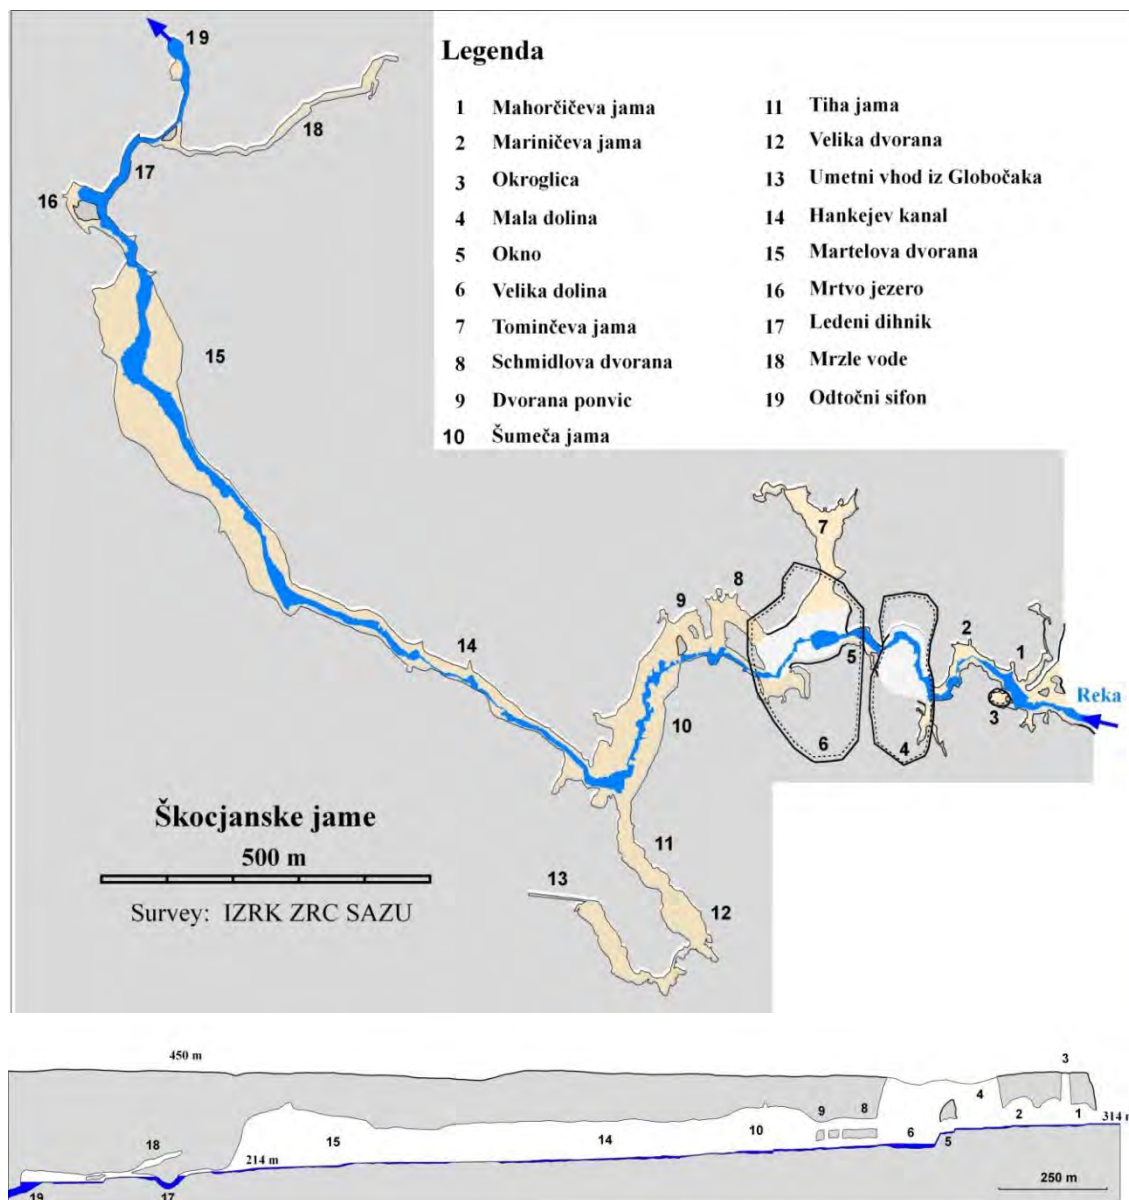 19
Legenda
1 Mahorčičeva jama
2 Mariničeva jama
3 Okroglica
4 Mala dolina
5 Okno
6 Velika dolina
7 Tominčeva jama
8 Schmidlova dvorana
9 Dvorana ponvic
10 Šumeča jama
11 Tiha jama
12 Velika dvorana
13 Umetni vhod iz Globočaka
14 Hankejev kanal
15 Martelova dvorana
16 Mrtvo jezero
17 Ledeni dihnik
18 Mrzle vode
19 Odtočni sifon
18
17
16
15
7
8
9
14
2
1
5
Reka
3
10
6
4
Škocjanske jame
500 m
Survey: IZRK ZRC SAZU
11
13
12
450 m
3
4
9
8
2
1
314 m
18
15
14
10
6
5
214 m
19
17
250 m